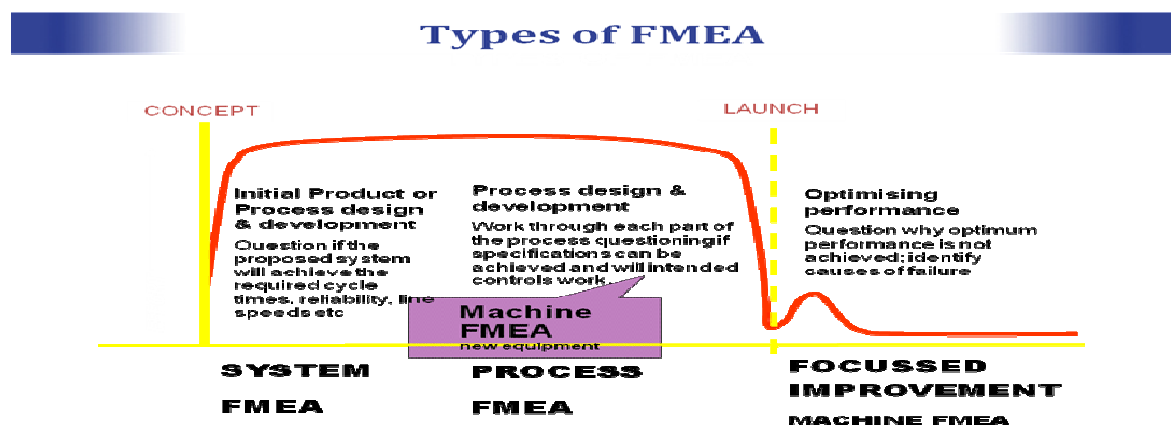 Types of FMEA
CONCEPT
LAUNCH
Initial Product or
Process design
& development
Question if the
proposed system
will achieve the
required cycle
times, reliability, line
speeds etc
Process design &
development
Work through each part of
the process questioning if
specifications can be
achieved and will intended
controls work.
Machine
FMEA
new equipment
Optimising
performance
Question why optimum
performance is not
achieved; identify
causes of failure
SYSTEM
FMEA
PROCESS
FMEA
FOCUSSED
IMPROVEMENT
MACHINE FMEA